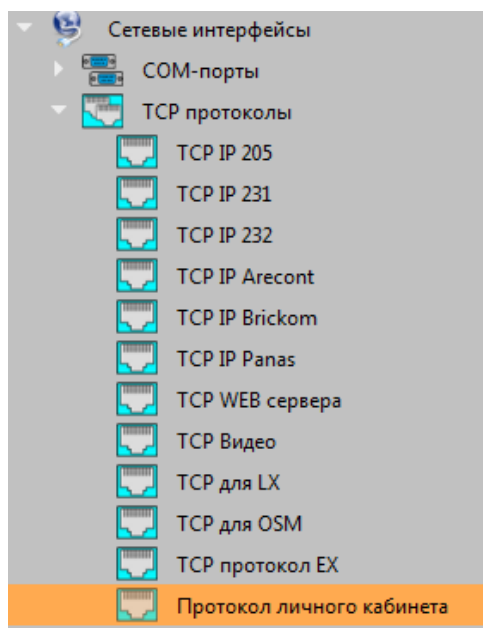 Сетевые интерфейсы
COM-порты
TCP протоколы
TCP IP 205
TCP IP 231
TCP IP 232
TCP IP Arecont
TCP IP Brickom
TCP IP Panas
TCP WEB сервера
TCP Видео
TCP для LX
TCP для OSM
TCP протокол EX
Протокол личного кабинета